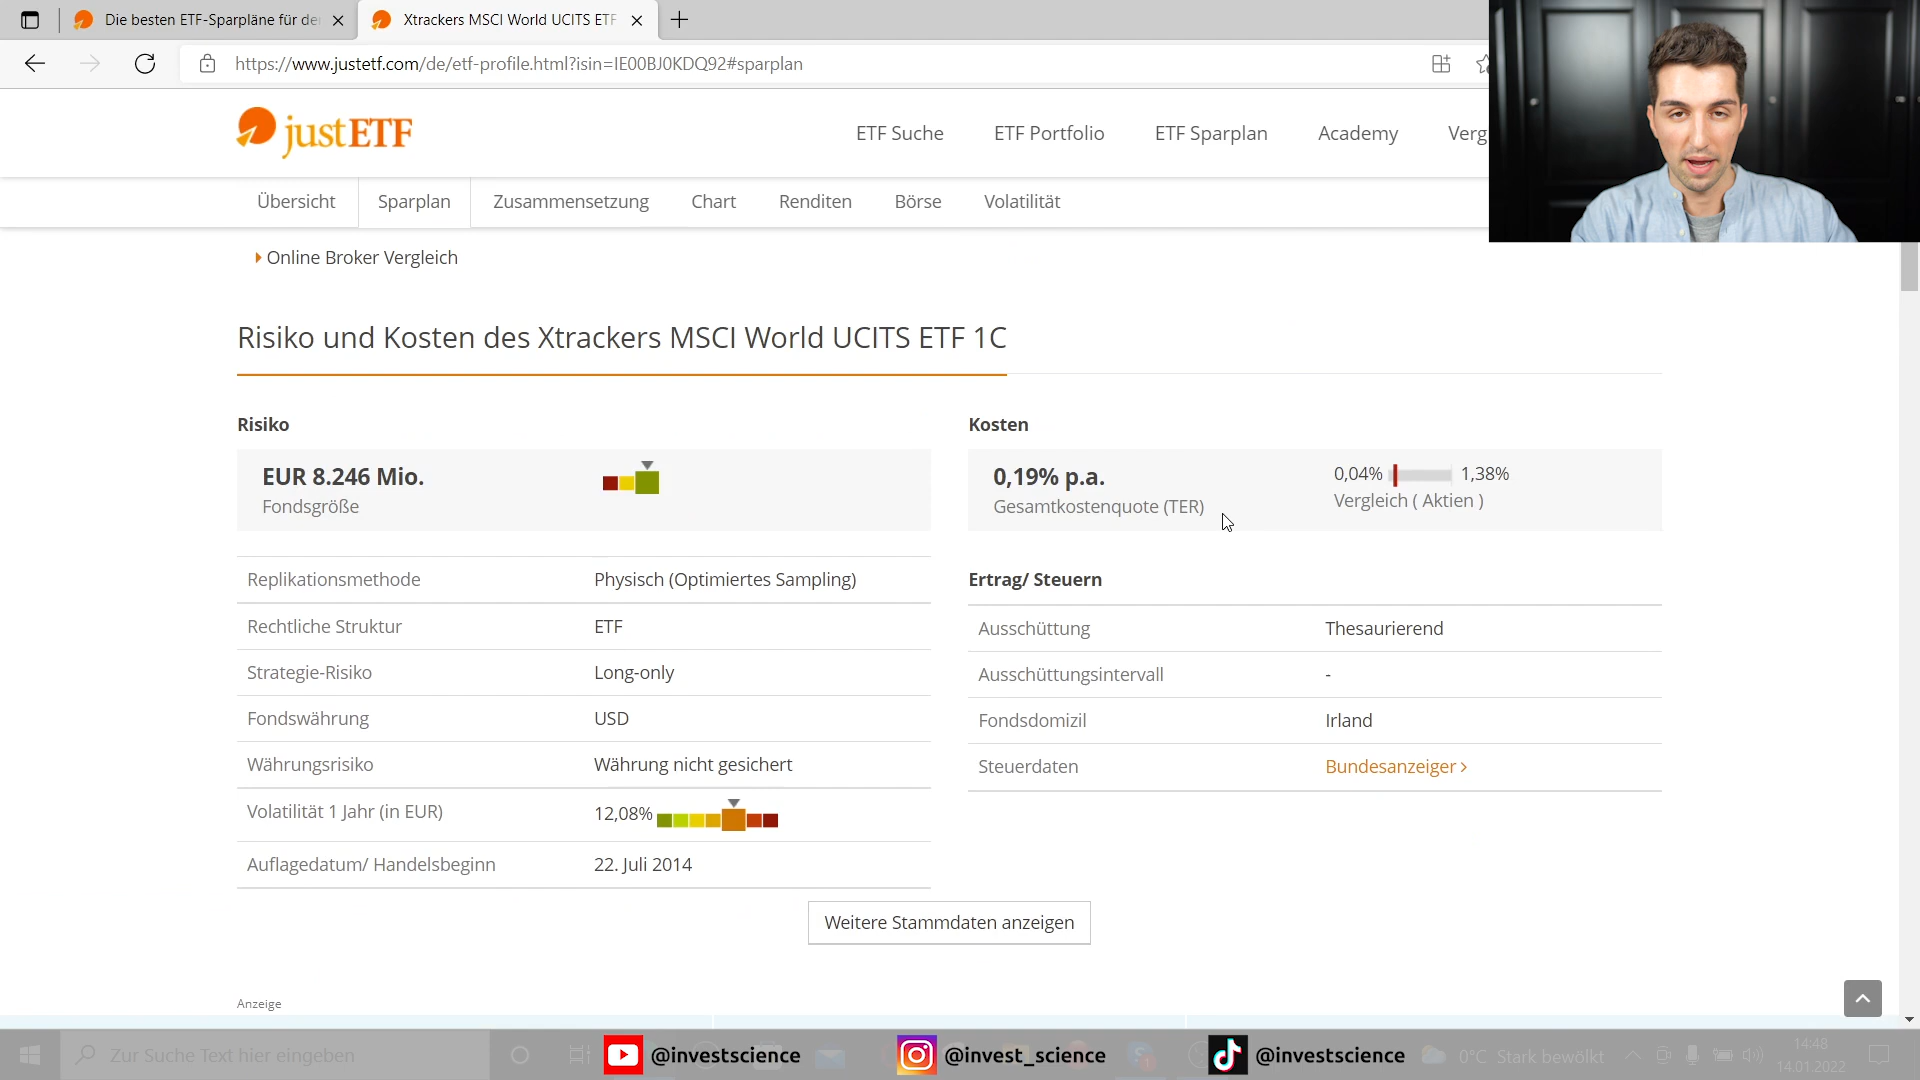 Die besten ETF-Sparpläne für de
Xtrackers MSCI World UCITS ETF
https://www.justetf.com/de/etf-profile.html?isin=IE00BJ0KDQ92#sparplan
justETF
ETF Suche
ETF Portfolio
ETF Sparplan
Academy
Verg
Übersicht
Sparplan
Zusammensetzung
Chart
Renditen
Börse
Volatilität
Online Broker Vergleich
Risiko und Kosten des Xtrackers MSCI World UCITS ETF 1C
Risiko
EUR 8.246 Mio.
Fondsgröße
Replikationsmethode Physisch (Optimiertes Sampling)
Rechtliche Struktur ETF
Strategie-Risiko Long-only
Fondswährung USD
Währungsrisiko Währung nicht gesichert
Volatilität 1 Jahr (in EUR) 12,08%
Auflagedatum/ Handelsbeginn 22. Juli 2014
Kosten
0,19% p.a.
Gesamtkostenquote (TER)
0,04% 1,38%
Vergleich ( Aktien )
Ertrag/ Steuern
Ausschüttung Thesaurierend
Ausschüttungsintervall -
Fondsdomizil Irland
Steuerdaten Bundesanzeiger >
Weitere Stammdaten anzeigen
Anzeige
Zur Suche Text hier eingeben
@investscience
@invest_science
@investscience
0°C Stark bewölkt
14:48
14.01.2022